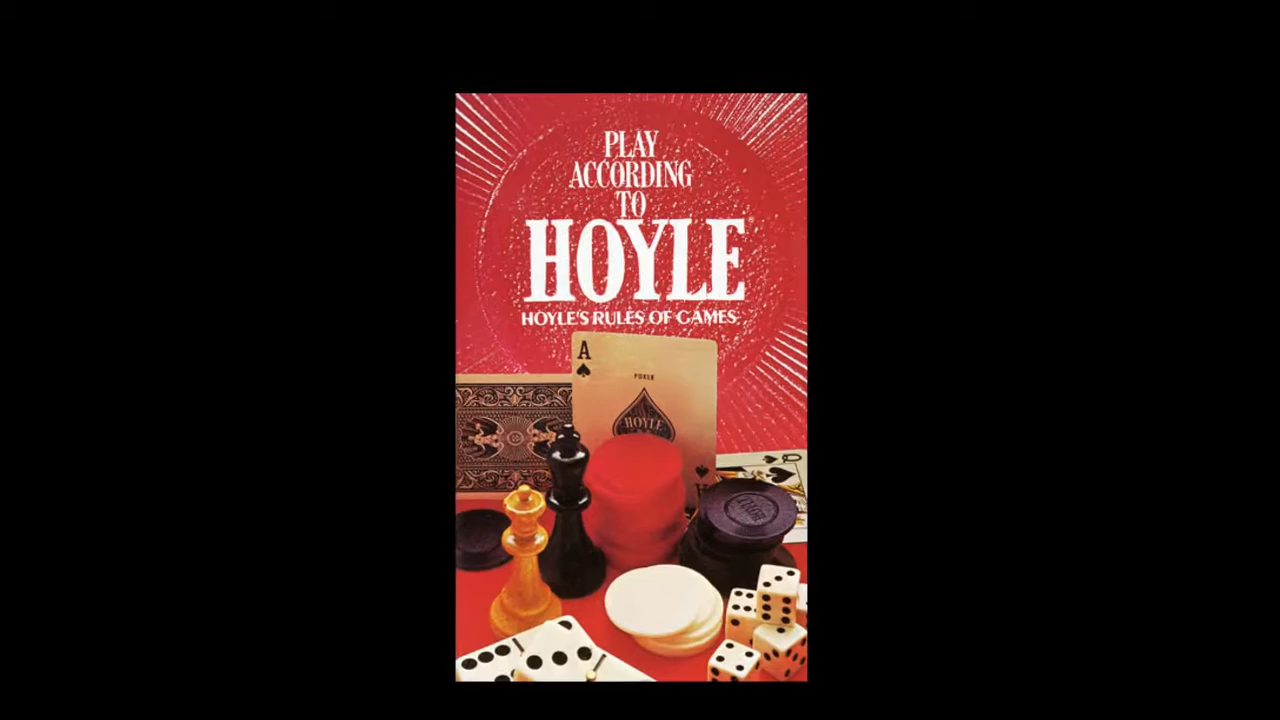 PLAY
ACCORDING
TO
HOYLE®
HOYLE'S RULES OF GAMES
A
POKER
HOYLE
Q